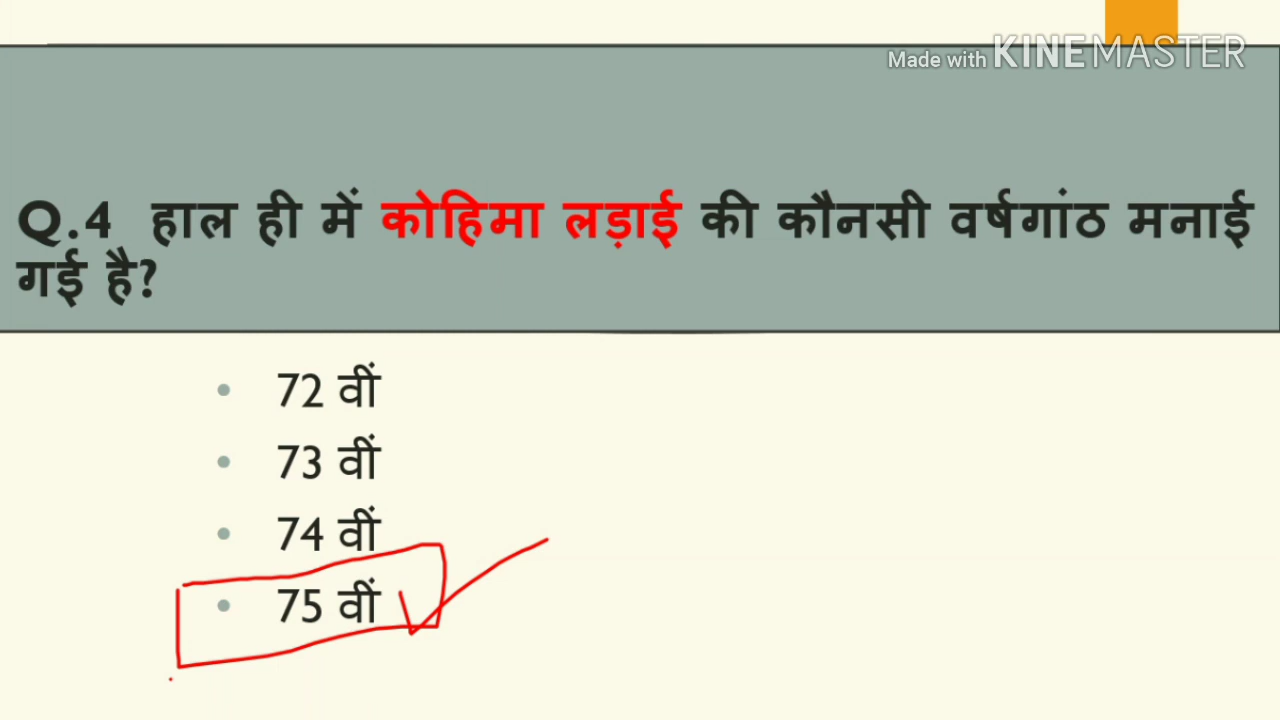 Made with KINEMASTER
Q.4 हाल ही में कोहिमा लड़ाई की कौनसी वर्षगांठ मनाई
गई है?
• 72 वीं
• 73 वीं
• 74 वीं
• 75 वीं